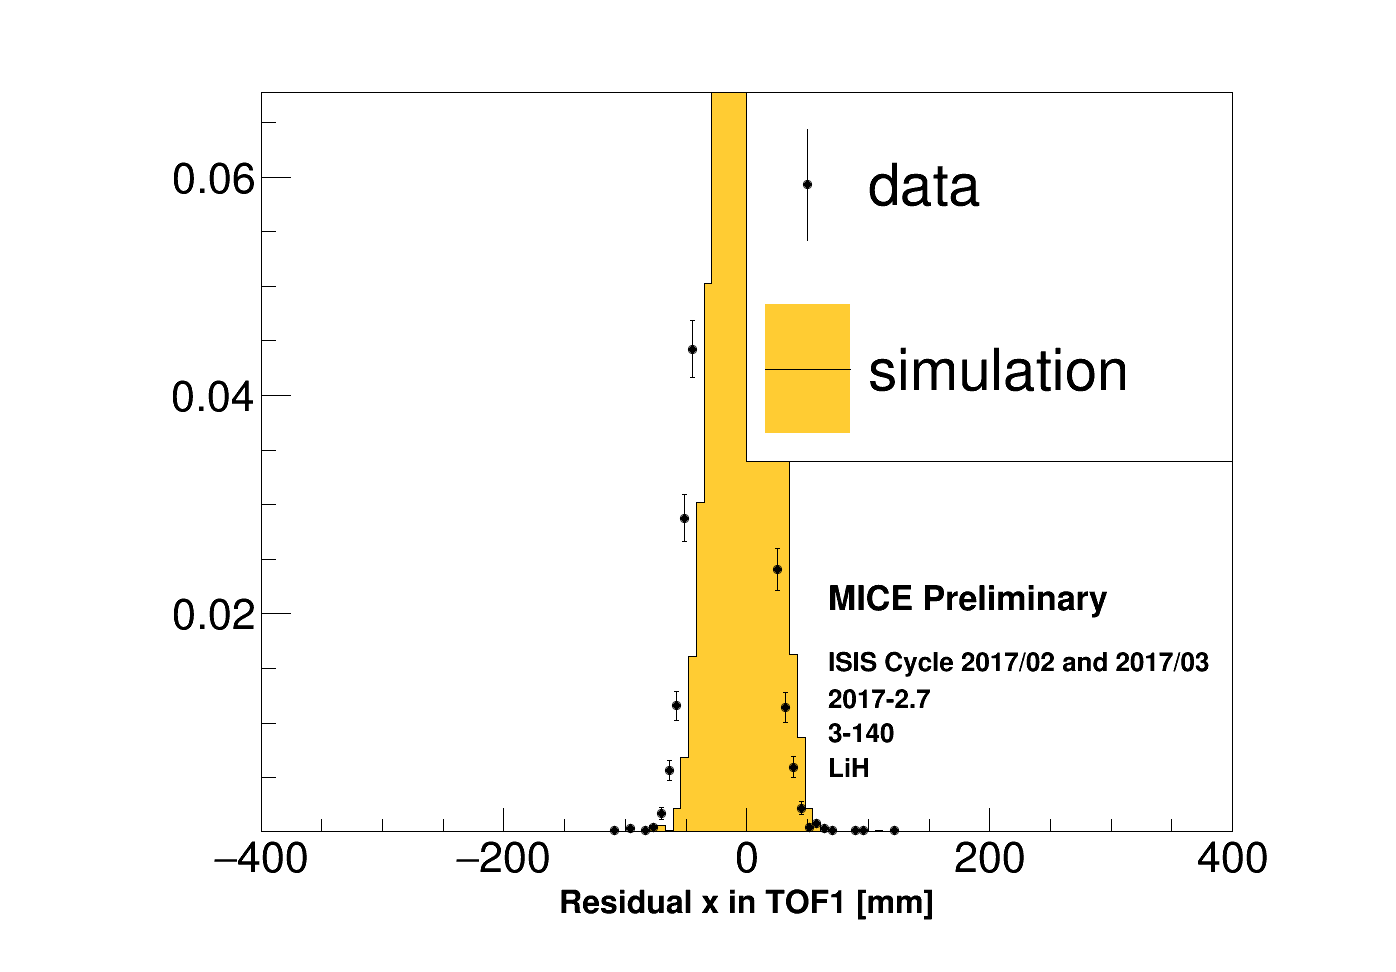 0.06
0.04
0.02
data
simulation
MICE Preliminary
ISIS Cycle 2017/02 and 2017/03
2017-2.7
3-140
LiH
−400 −200 0 200 400
Residual x in TOF1 [mm]